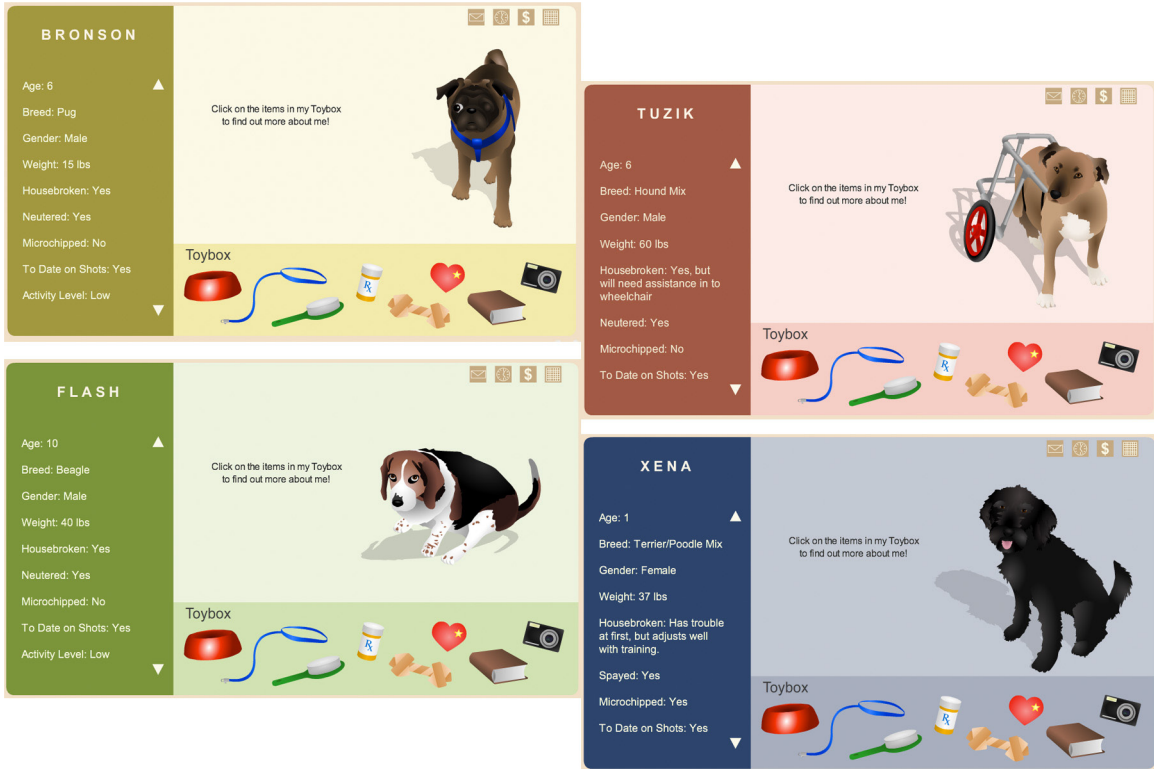 BRONSON
Age: 6
Breed: Pug
Gender: Male
Weight: 15 lbs
Housebroken: Yes
Neutered: Yes
Microchipped: No
To Date on Shots: Yes
Activity Level: Low
$
Click on the items in my Toybox
to find out more about me!
Toybox
Rx
TUZIK
Age: 6
Breed: Hound Mix
Gender: Male
Weight: 60 lbs
Housebroken: Yes, but
will need assistance in to
wheelchair
Neutered: Yes
Microchipped: No
To Date on Shots: Yes
$
Click on the items in my Toybox
to find out more about me!
Toybox
Rx
FLASH
Age: 10
Breed: Beagle
Gender: Male
Weight: 40 lbs
Housebroken: Yes
Neutered: Yes
Microchipped: No
To Date on Shots: Yes
Activity Level: Low
$
Click on the items in my Toybox
to find out more about me!
Toybox
Rx
XENA
Age: 1
Breed: Terrier/Poodle Mix
Gender: Female
Weight: 37 lbs
Housebroken: Has trouble
at first, but adjusts well
with training.
Spayed: Yes
Microchipped: Yes
To Date on Shots: Yes
$
Click on the items in my Toybox
to find out more about me!
Toybox
Rx